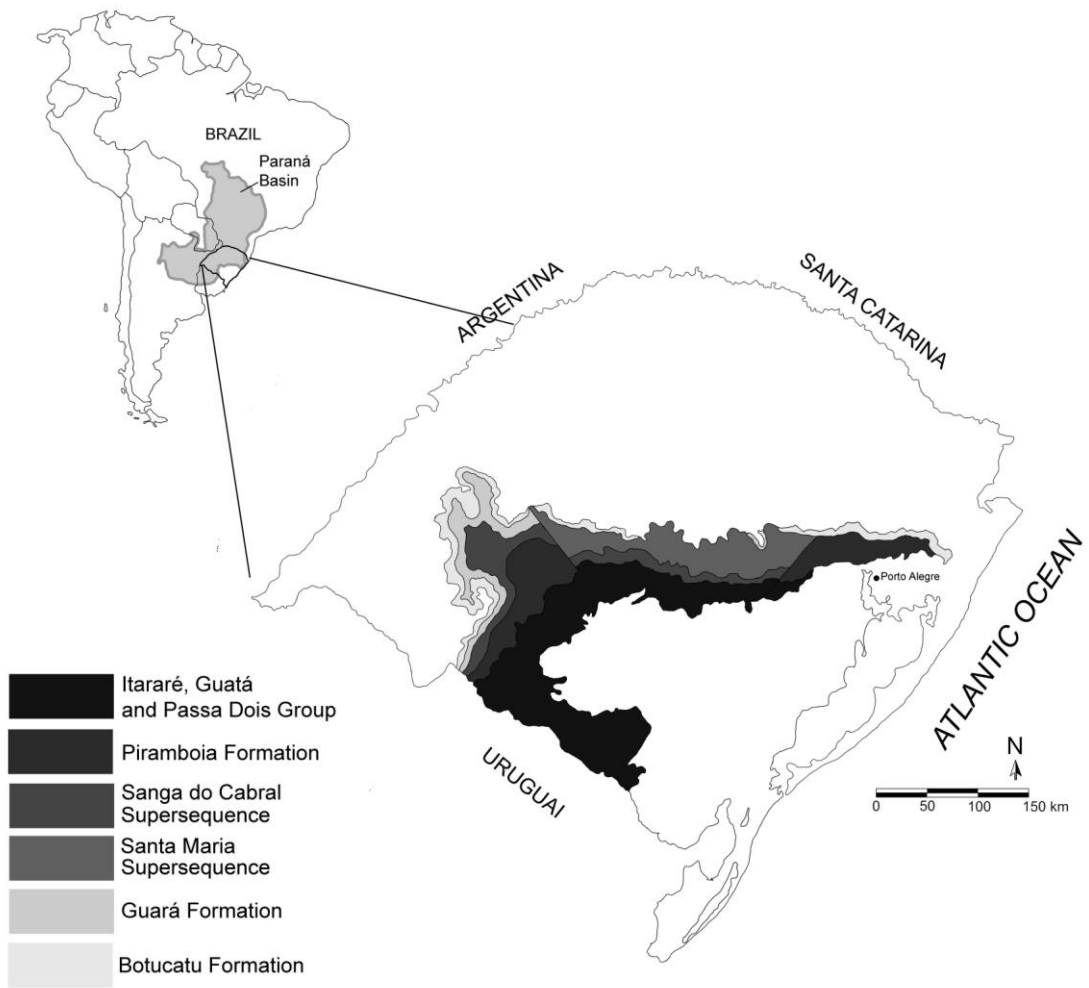 BRAZIL
Paraná
Basin
ARGENTINA
SANTA CATARINA
Porto Alegre
ATLANTIC OCEAN
URUGUAI
N
0 50 100 150 km
Itararé, Guatá
and Passa Dois Group
Piramboia Formation
Sanga do Cabral
Supersequence
Santa Maria
Supersequence
Guará Formation
Botucatu Formation